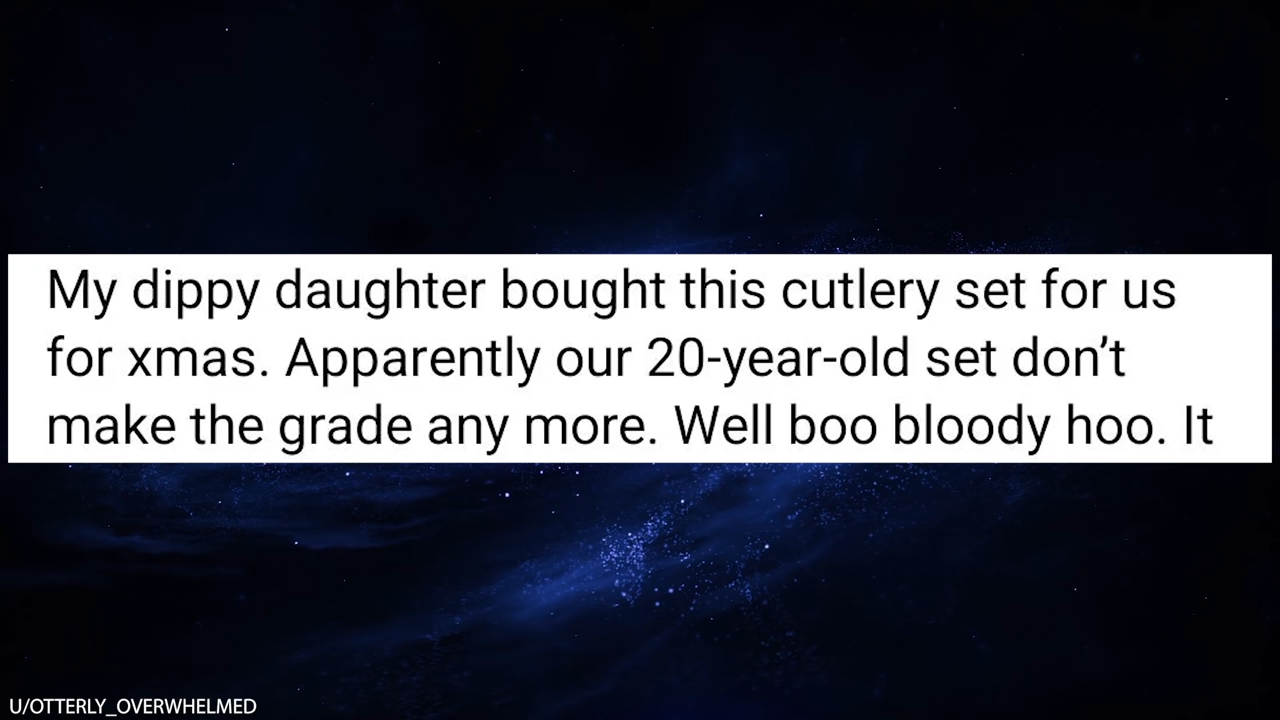 My dippy daughter bought this cutlery set for us
for xmas. Apparently our 20-year-old set don’t
make the grade any more. Well boo bloody hoo. It
U/OTTERLY_OVERWHELMED